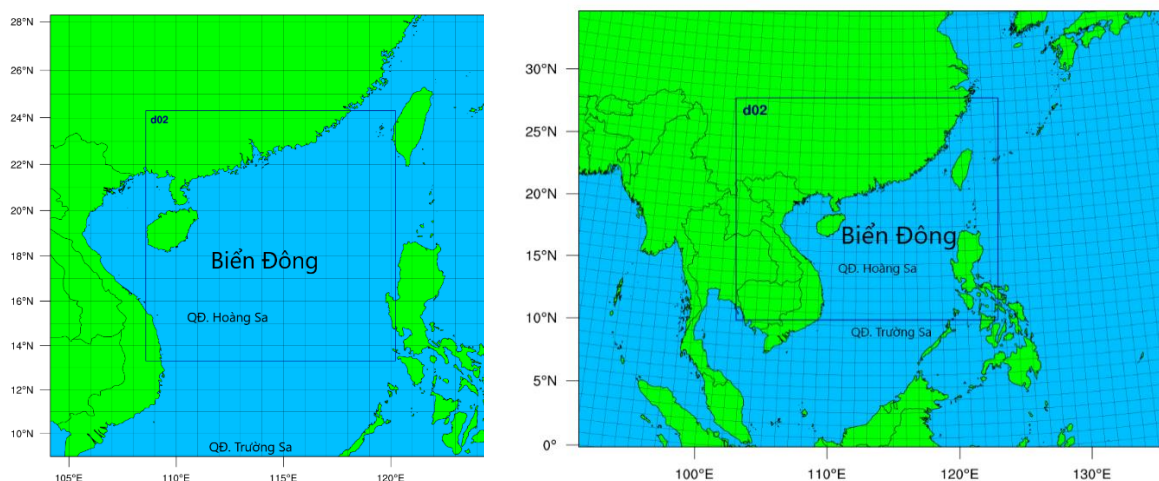 28°N
26°N
24°N
22°N
20°N
18°N
16°N
14°N
12°N
10°N
d02
Biển Đông
QĐ. Hoàng Sa
QĐ. Trường Sa
105°E
110°E
115°E
120°E
30°N
25°N
20°N
15°N
10°N
5°N
0°
d02
Biển Đông
QĐ. Hoàng Sa
QĐ. Trường Sa
100°E
110°E
120°E
130°E